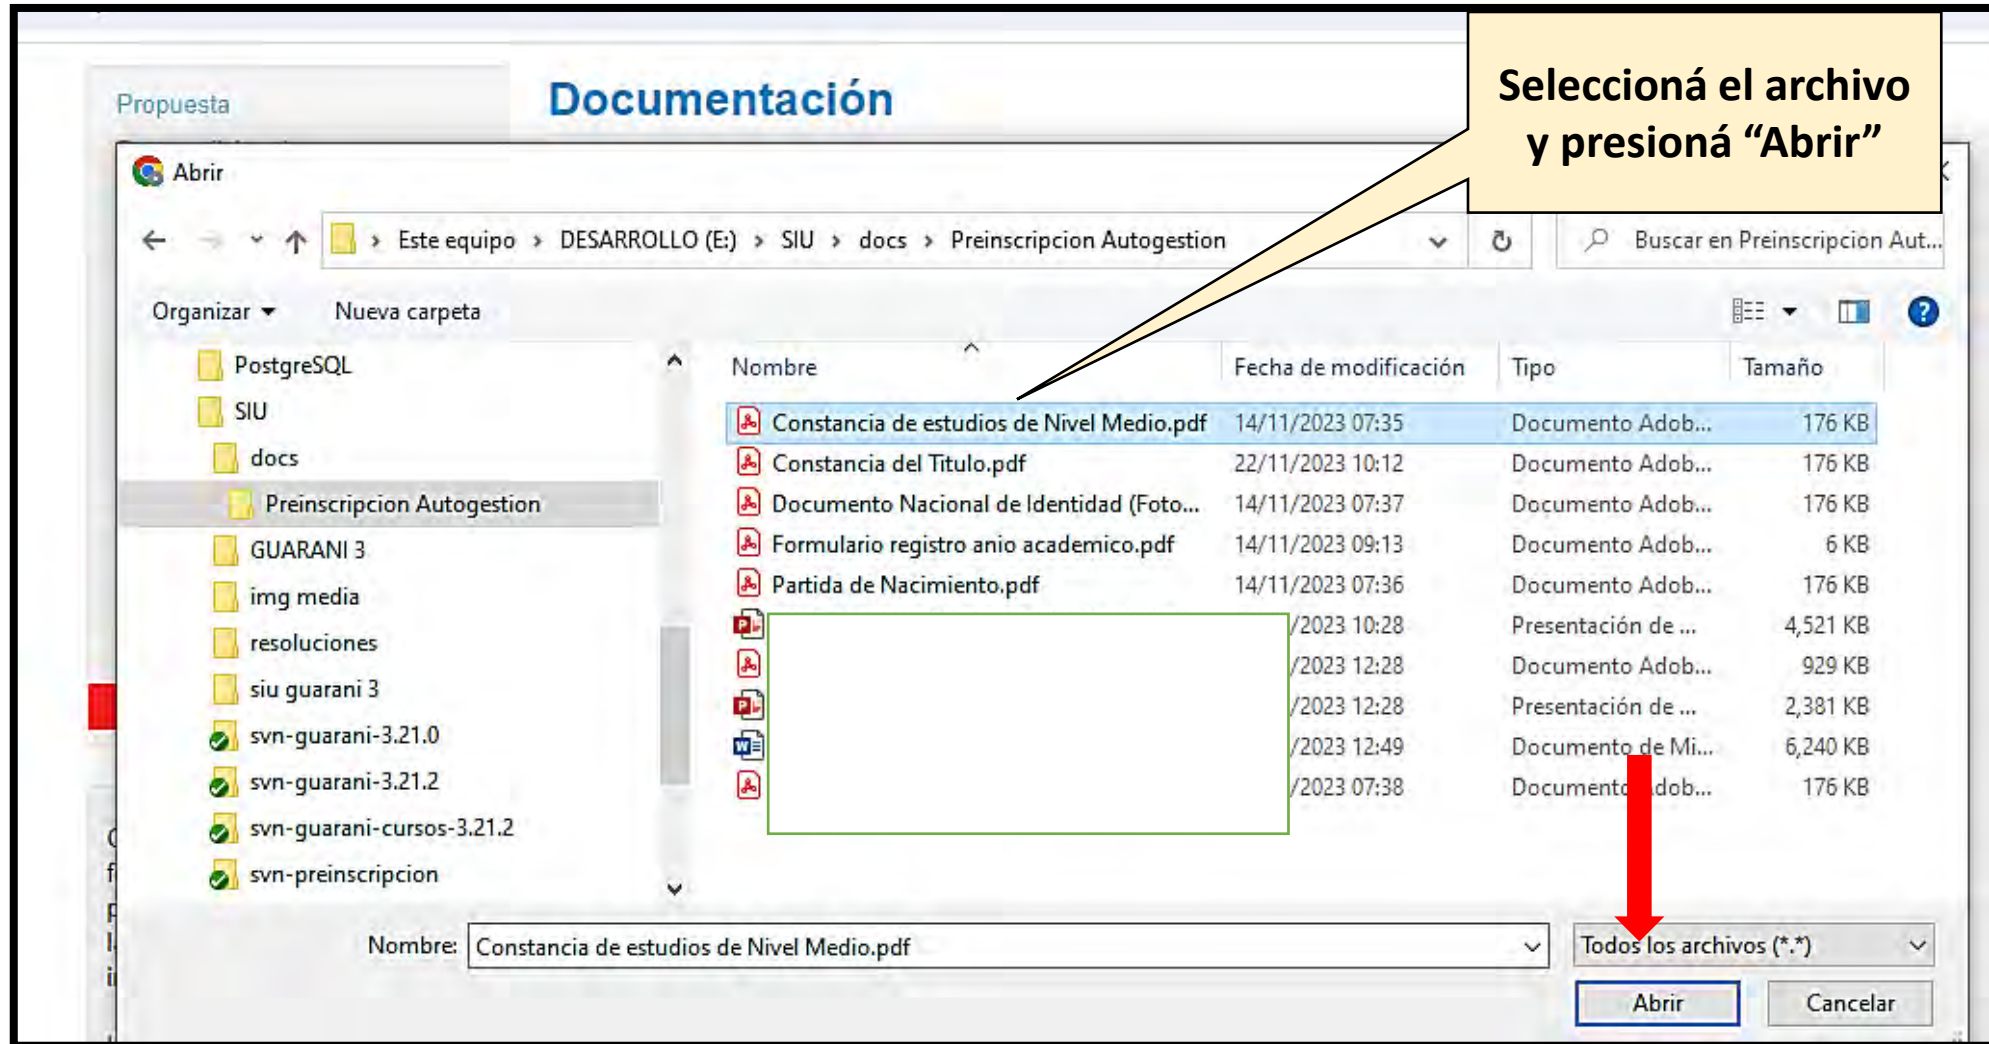 Seleccioná el archivo
y presioná “Abrir”
Propuesta
Documentación
Abrir
Este equipo > DESARROLLO (E:) > SIU > docs > Preinscripcion Autogestion
Buscar en Preinscripción Aut...
Organizar
Nueva carpeta
PostgreSQL
SIU
docs
Preinscripcion Autogestion
GUARANI 3
img media
resoluciones
siu guarani 3
svn-guarani-3.21.0
svn-guarani-3.21.2
svn-guarani-cursos-3.21.2
svn-preinscripcion
Nombre Fecha de modificación Tipo Tamaño
Constancia de estudios de Nivel Medio.pdf 14/11/2023 07:35 Documento Adob... 176 KB
Constancia del Titulo.pdf 22/11/2023 10:12 Documento Adob... 176 KB
Documento Nacional de Identidad (Foto... 14/11/2023 07:37 Documento Adob... 176 KB
Formulario registro anio academico.pdf 14/11/2023 09:13 Documento Adob... 6 KB
Partida de Nacimiento.pdf 14/11/2023 07:36 Documento Adob... 176 KB
/2023 10:28 Presentación de ... 4,521 KB
/2023 12:28 Documento Adob... 929 KB
/2023 12:28 Presentación de ... 2,381 KB
/2023 12:49 Documento de Mi... 6,240 KB
/2023 07:38 Documento Adob... 176 KB
Nombre: Constancia de estudios de Nivel Medio.pdf
Todos los archivos (*.*)
Abrir
Cancelar